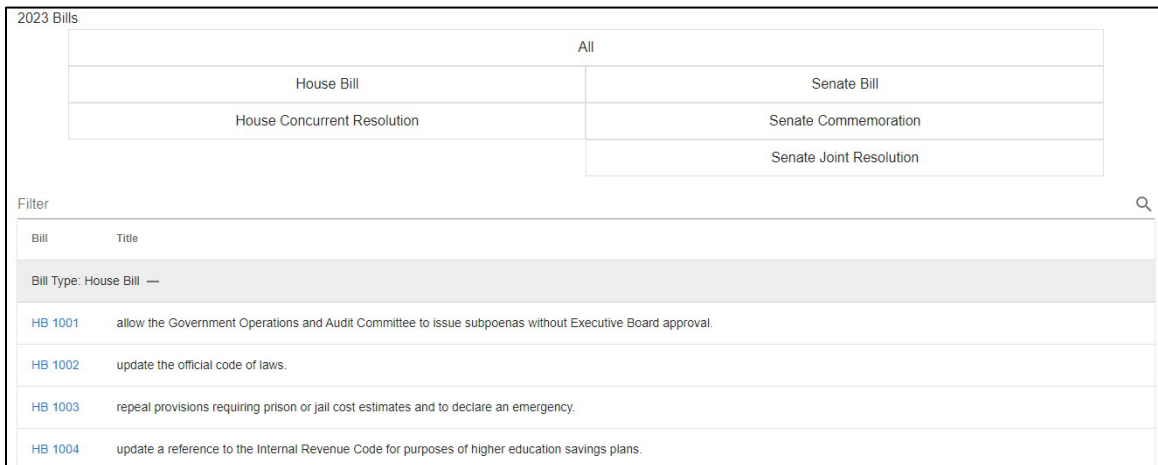 2023 Bills
All
House Bill
Senate Bill
House Concurrent Resolution
Senate Commemoration
Senate Joint Resolution
Filter
Bill Title
Bill Type: House Bill —
HB 1001 allow the Government Operations and Audit Committee to issue subpoenas without Executive Board approval.
HB 1002 update the official code of laws.
HB 1003 repeal provisions requiring prison or jail cost estimates and to declare an emergency.
HB 1004 update a reference to the Internal Revenue Code for purposes of higher education savings plans.